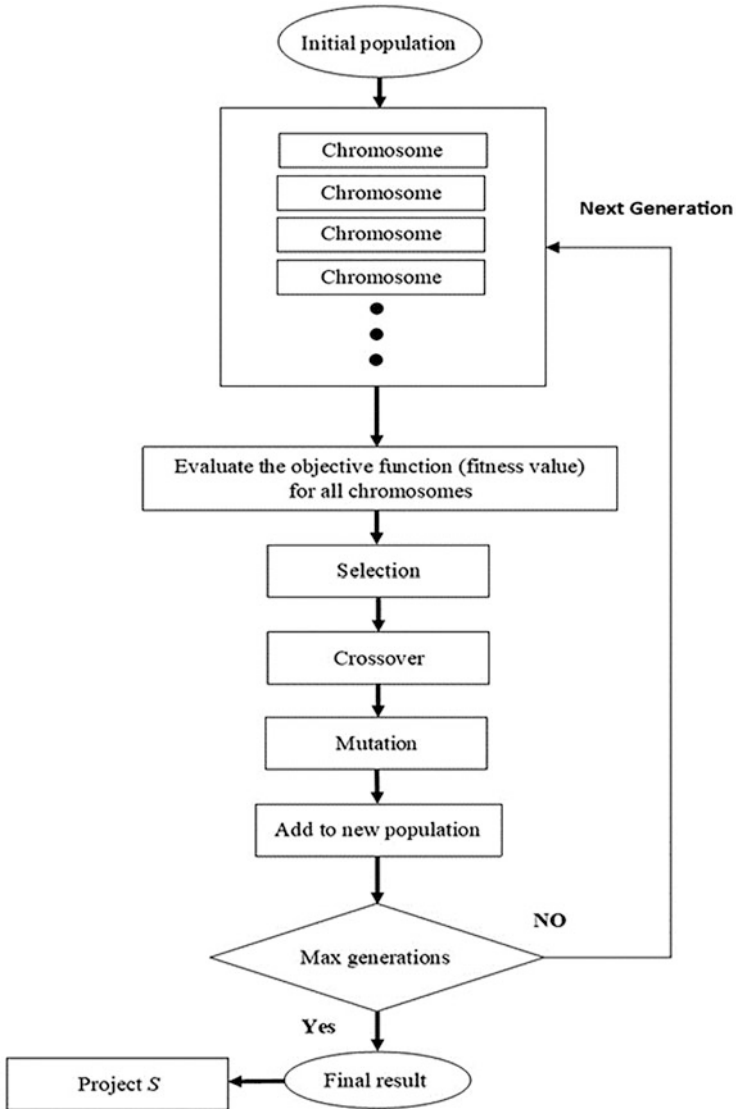 Initial population
Chromosome
Chromosome
Chromosome
Chromosome
Next Generation
Evaluate the objective function (fitness value)
for all chromosomes
Selection
Crossover
Mutation
Add to new population
NO
Max generations
Yes
Final result
Project S